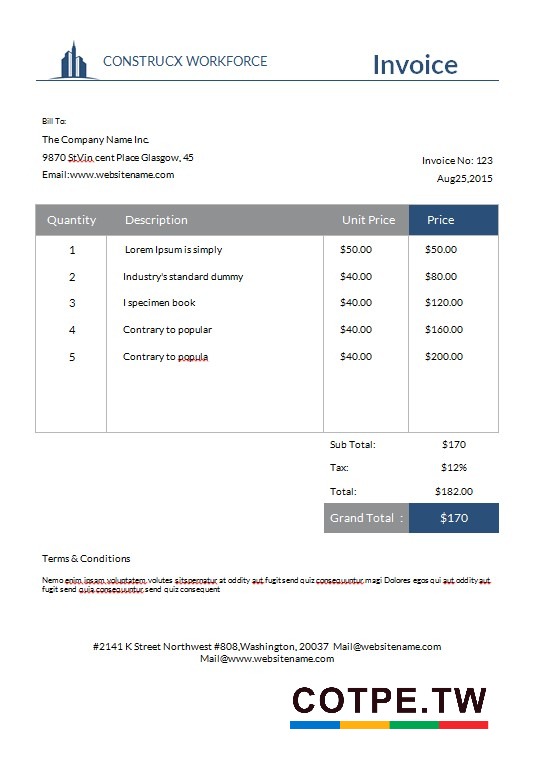 CONSTRUCX WORKFORCE
Invoice
Bill To:
The Company Name Inc.
9870 St.Vin cent Place Glasgow, 45
Email:www.websitename.com
Invoice No: 123
Aug25,2015
Quantity Description Unit Price Price
1 Lorem Ipsum is simply $50.00 $50.00
2 Industry's standard dummy $40.00 $80.00
3 I specimen book $40.00 $120.00
4 Contrary to popular $40.00 $160.00
5 Contrary to popula $40.00 $200.00
Sub Total: $170
Tax: $12%
Total: $182.00
Grand Total : $170
Terms & Conditions
Nemo enim ipsam voluptatem volutes sitspernatur at oddity aut fugit send quiz consequuntur magi Dolores egos qui aut oddity aut
fugit send quia consequuntur send quiz consequent
#2141 K Street Northwest #808,Washington, 20037 Mail@websitename.com
Mail@www.websitename.com
COTPE.TW